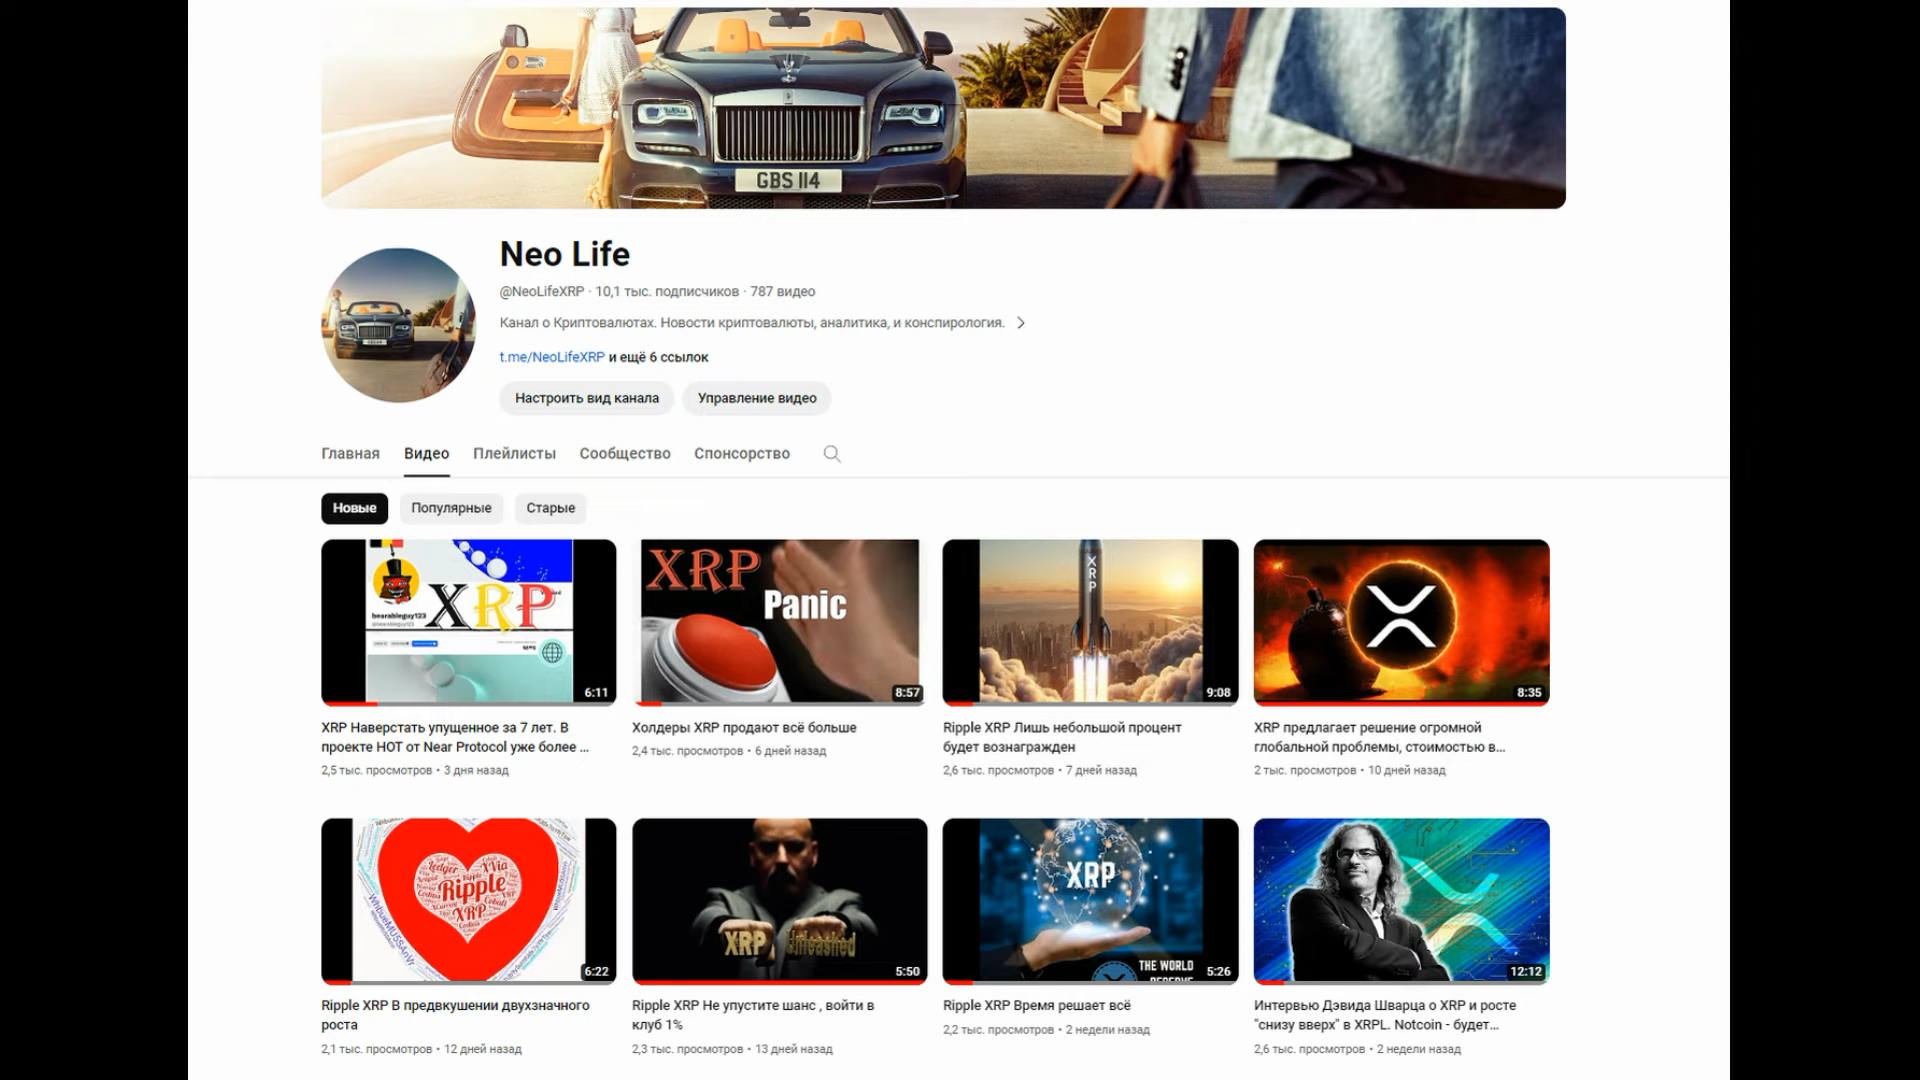 GBS 114
Neo Life
@NeoLifeXRP · 10,1 тыс. подписчиков · 787 видео
Канал о Криптовалютах. Новости криптовалюты, аналитика, и конспирология.
t.me/NeoLifeXRP и ещё 6 ссылок
Настроить вид канала Управление видео
Главная Видео Плейлисты Сообщество Спонсорство
Новые Популярные Старые
bearableguy123
XRP
6:11
XRP
Panic
8:57
XRP
9:08
8:35
XRP Наверстать упущенное за 7 лет. В
проекте HOT от Near Protocol уже более ...
2,5 тыс. просмотров • 3 дня назад
Холдеры XRP продают всё больше
2,4 тыс. просмотров • 6 дней назад
Ripple XRP Лишь небольшой процент
будет вознагражден
2,6 тыс. просмотров • 7 дней назад
XRP предлагает решение огромной
глобальной проблемы, стоимостью в...
2 тыс. просмотров • 10 дней назад
Ledger
XVia
Ripple
XRP
6:22
XRP Unleashed
5:50
XRP
THE WORLD
RESERVE
5:26
12:12
Ripple XRP В предвкушении двухзначного
роста
2,1 тыс. просмотров • 12 дней назад
Ripple XRP Не упустите шанс , войти в
клуб 1%
2,3 тыс. просмотров • 13 дней назад
Ripple XRP Время решает всё
2,2 тыс. просмотров • 2 недели назад
Интервью Дэвида Шварца о XRP и росте
"снизу вверх" в XRPL. Notcoin - будет...
2,6 тыс. просмотров • 2 недели назад